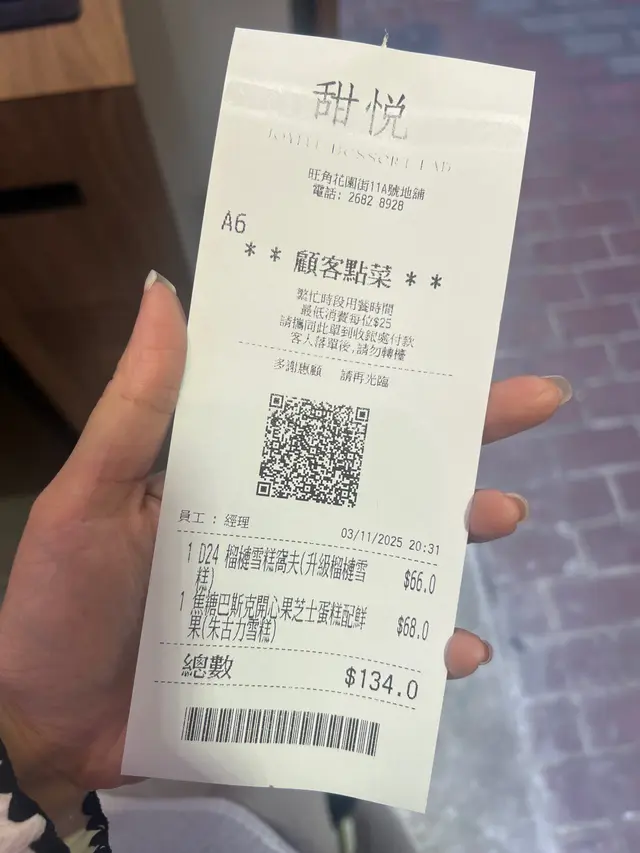 甜悦
旺角花園街11A號地舖
電話: 2682 8928
A6
* * 顧客點菜 * *
繁忙時段用餐時間
最低消費每位$25
請攜同此單到收銀處付款
客人落單後,請勿轉檯
多謝惠顧 請再光臨
員工 : 經理
03/11/2025 20:31
1 D24 榴槤雪糕窩夫(升級榴槤雪糕) $66.0
1 焦糖巴斯克開心果芝士蛋糕配鮮果(朱古力雪糕) $68.0
總數 $134.0